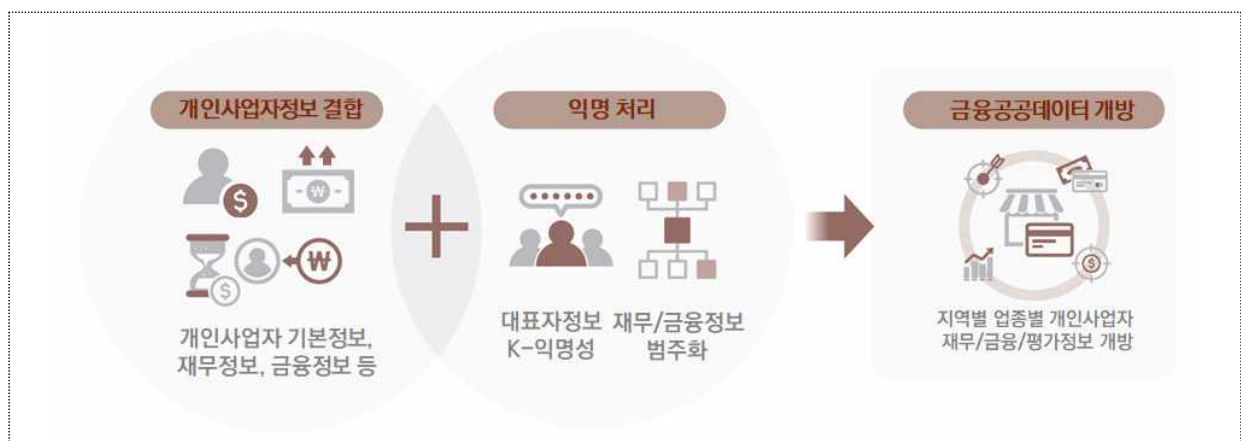 개인사업자정보 결합
개인사업자 기본정보,
재무정보, 금융정보 등
익명 처리
대표자정보
K-익명성
재무/금융정보
범주화
금융공공데이터 개방
지역별 업종별 개인사업자
재무/금융/평가정보 개방